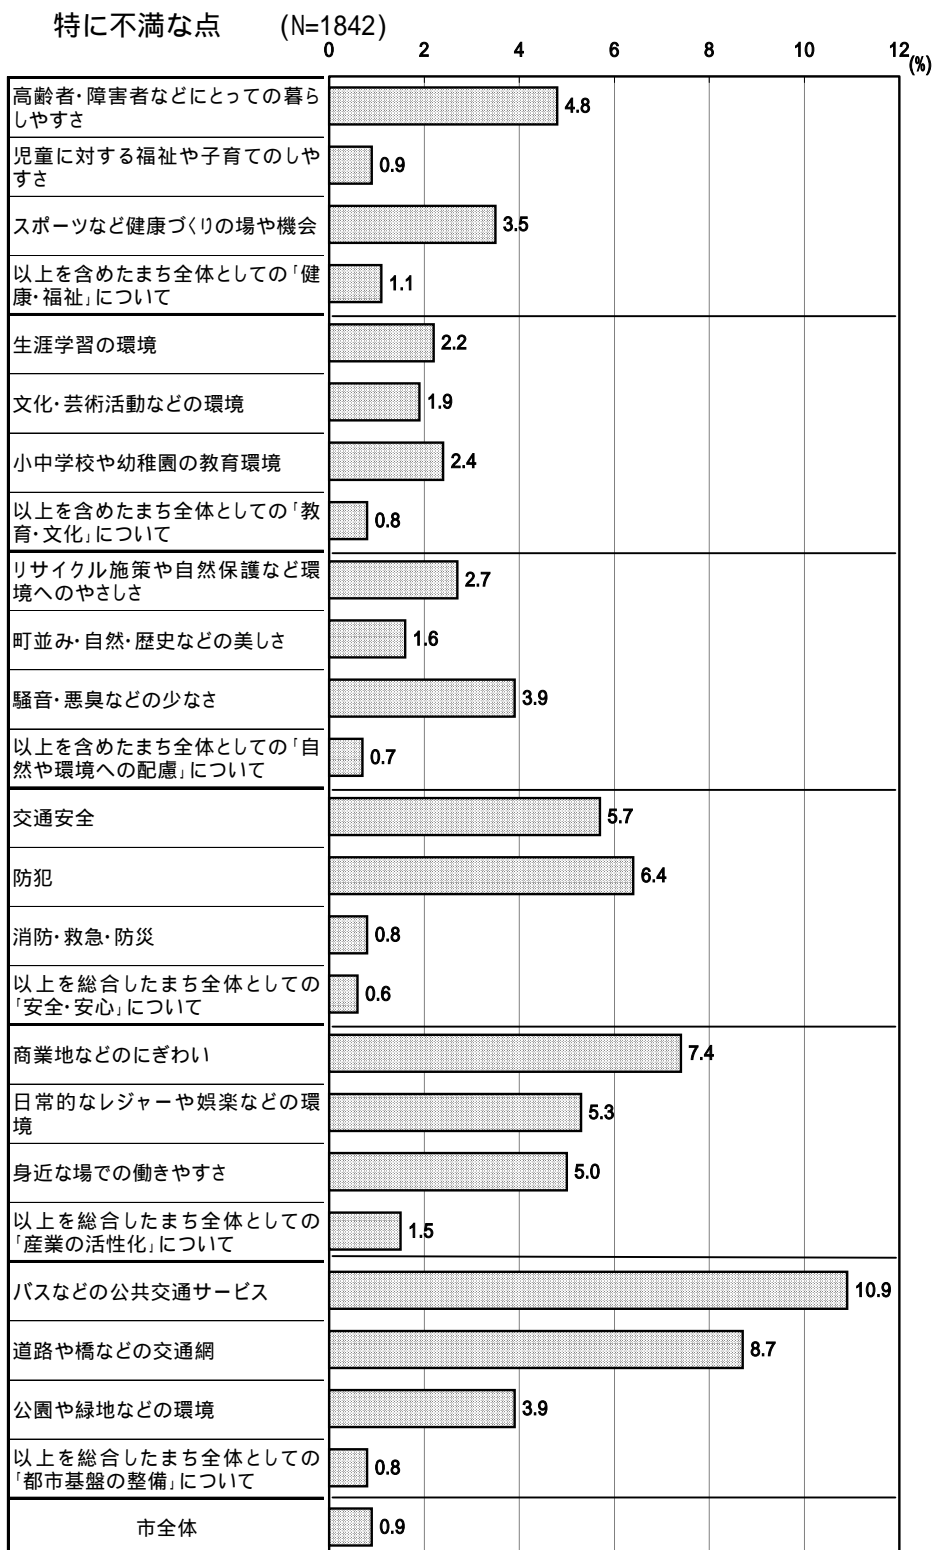 特に不満な点 (N=1842)
0 2 4 6 8 10 12
(%)
高齢者・障害者などにとっての暮ら
しやすさ
4.8
児童に対する福祉や子育てのしや
すさ
0.9
スポーツなど健康づくりの場や機会
3.5
以上を含めたまち全体としての「健
康・福祉」について
1.1
生涯学習の環境
2.2
文化・芸術活動などの環境
1.9
小中学校や幼稚園の教育環境
2.4
以上を含めたまち全体としての「教
育・文化」について
0.8
リサイクル施策や自然保護など環
境へのやさしさ
2.7
町並み・自然・歴史などの美しさ
1.6
騒音・悪臭などの少なさ
3.9
以上を含めたまち全体としての「自
然や環境への配慮」について
0.7
交通安全
5.7
防犯
6.4
消防・救急・防災
0.8
以上を総合したまち全体としての
「安全・安心」について
0.6
商業地などのにぎわい
7.4
日常的なレジャーや娯楽などの環
境
5.3
身近な場での働きやすさ
5.0
以上を総合したまち全体としての
「産業の活性化」について
1.5
バスなどの公共交通サービス
10.9
道路や橋などの交通網
8.7
公園や緑地などの環境
3.9
以上を総合したまち全体としての
「都市基盤の整備」について
0.8
市全体
0.9